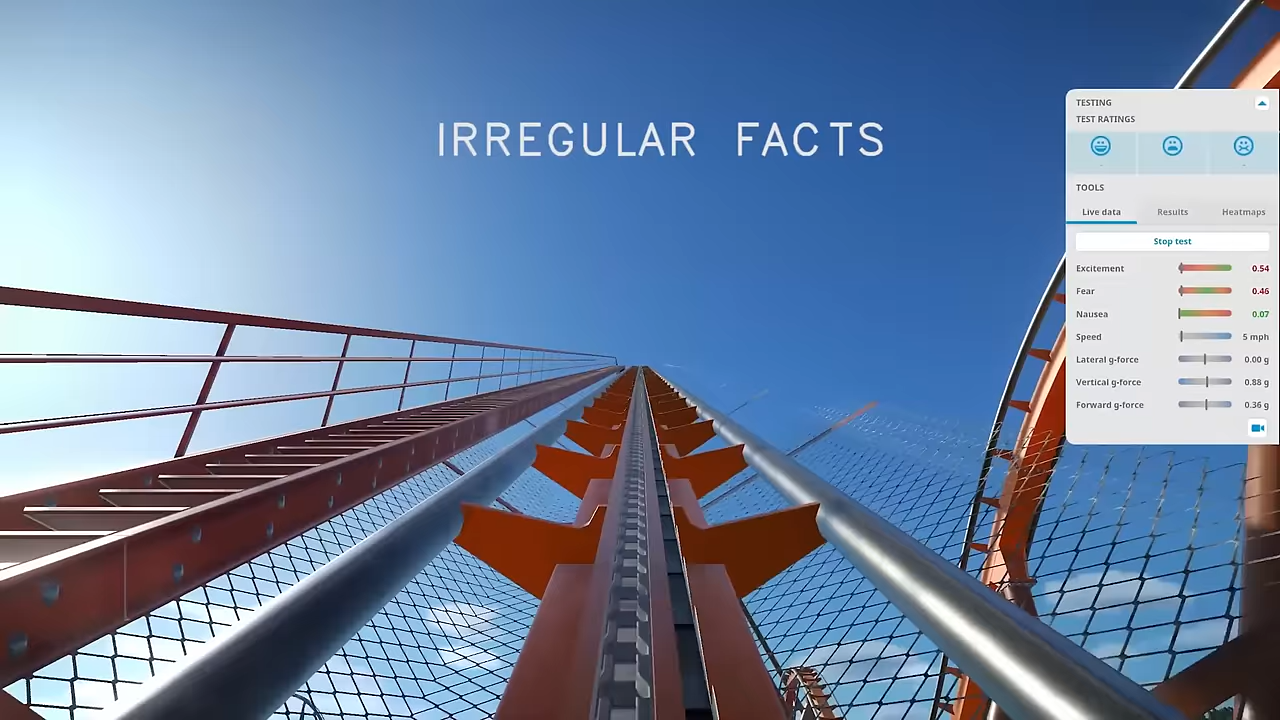 IRREGULAR FACTS
TESTING
TEST RATINGS
TOOLS
Live data Results Heatmaps
Stop test
Excitement 0.54
Fear 0.46
Nausea 0.07
Speed 5 mph
Lateral g-force 0.00 g
Vertical g-force 0.88 g
Forward g-force 0.36 g